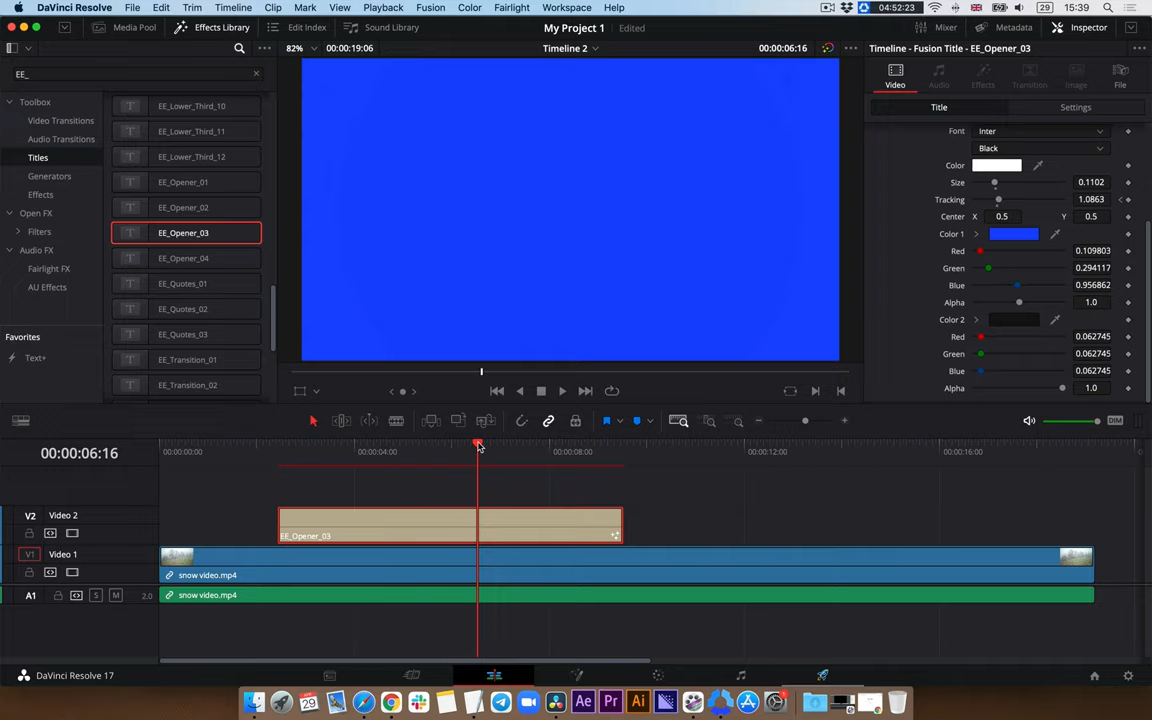 DaVinci Resolve File Edit Trim Timeline Clip Mark View Playback Fusion Color Fairlight Workspace Help 04:52:23 29 15:39
Media Pool Effects Library Edit Index Sound Library My Project 1 Edited Mixer Metadata Inspector
82% 00:00:19:06 Timeline 2 00:00:06:16 Timeline - Fusion Title - EE_Opener_03
EE_
Video Audio Effects Transition Image File
Title Settings
Toolbox
Video Transitions
Audio Transitions
Titles
Generators
Effects
Open FX
Filters
Audio FX
Fairlight FX
AU Effects
Favorites
Text+
EE_Lower_Third_10
EE_Lower_Third_11
EE_Lower_Third_12
EE_Opener_01
EE_Opener_02
EE_Opener_03
EE_Opener_04
EE_Quotes_01
EE_Quotes_02
EE_Quotes_03
EE_Transition_01
EE_Transition_02
Font Inter
Black
Color
Size 0.1102
Tracking 1.0863
Center X 0.5 Y 0.5
Color 1
Red 0.109803
Green 0.294117
Blue 0.956862
Alpha 1.0
Color 2
Red 0.062745
Green 0.062745
Blue 0.062745
Alpha 1.0
DIM
00:00:06:16 00:00:00:00 00:00:04:00 00:00:08:00 00:00:12:00 00:00:16:00
V2 Video 2
EE_Opener_03
V1 Video 1
snow video.mp4
A1 S M 2.0 snow video.mp4
DaVinci Resolve 17
29
Ae Pr Ai